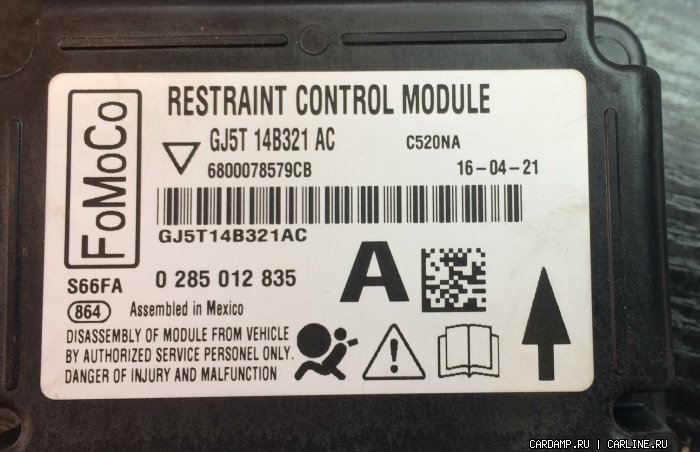 FoMoCo
RESTRAINT CONTROL MODULE
GJ5T 14B321 AC C520NA
6800078579CB 16-04-21
GJ5T14B321AC
S66FA 0 285 012 835 A
864 Assembled in Mexico
DISASSEMBLY OF MODULE FROM VEHICLE
BY AUTHORIZED SERVICE PERSONEL ONLY.
DANGER OF INJURY AND MALFUNCTION
CARDAMP.RU | CARLINE.RU